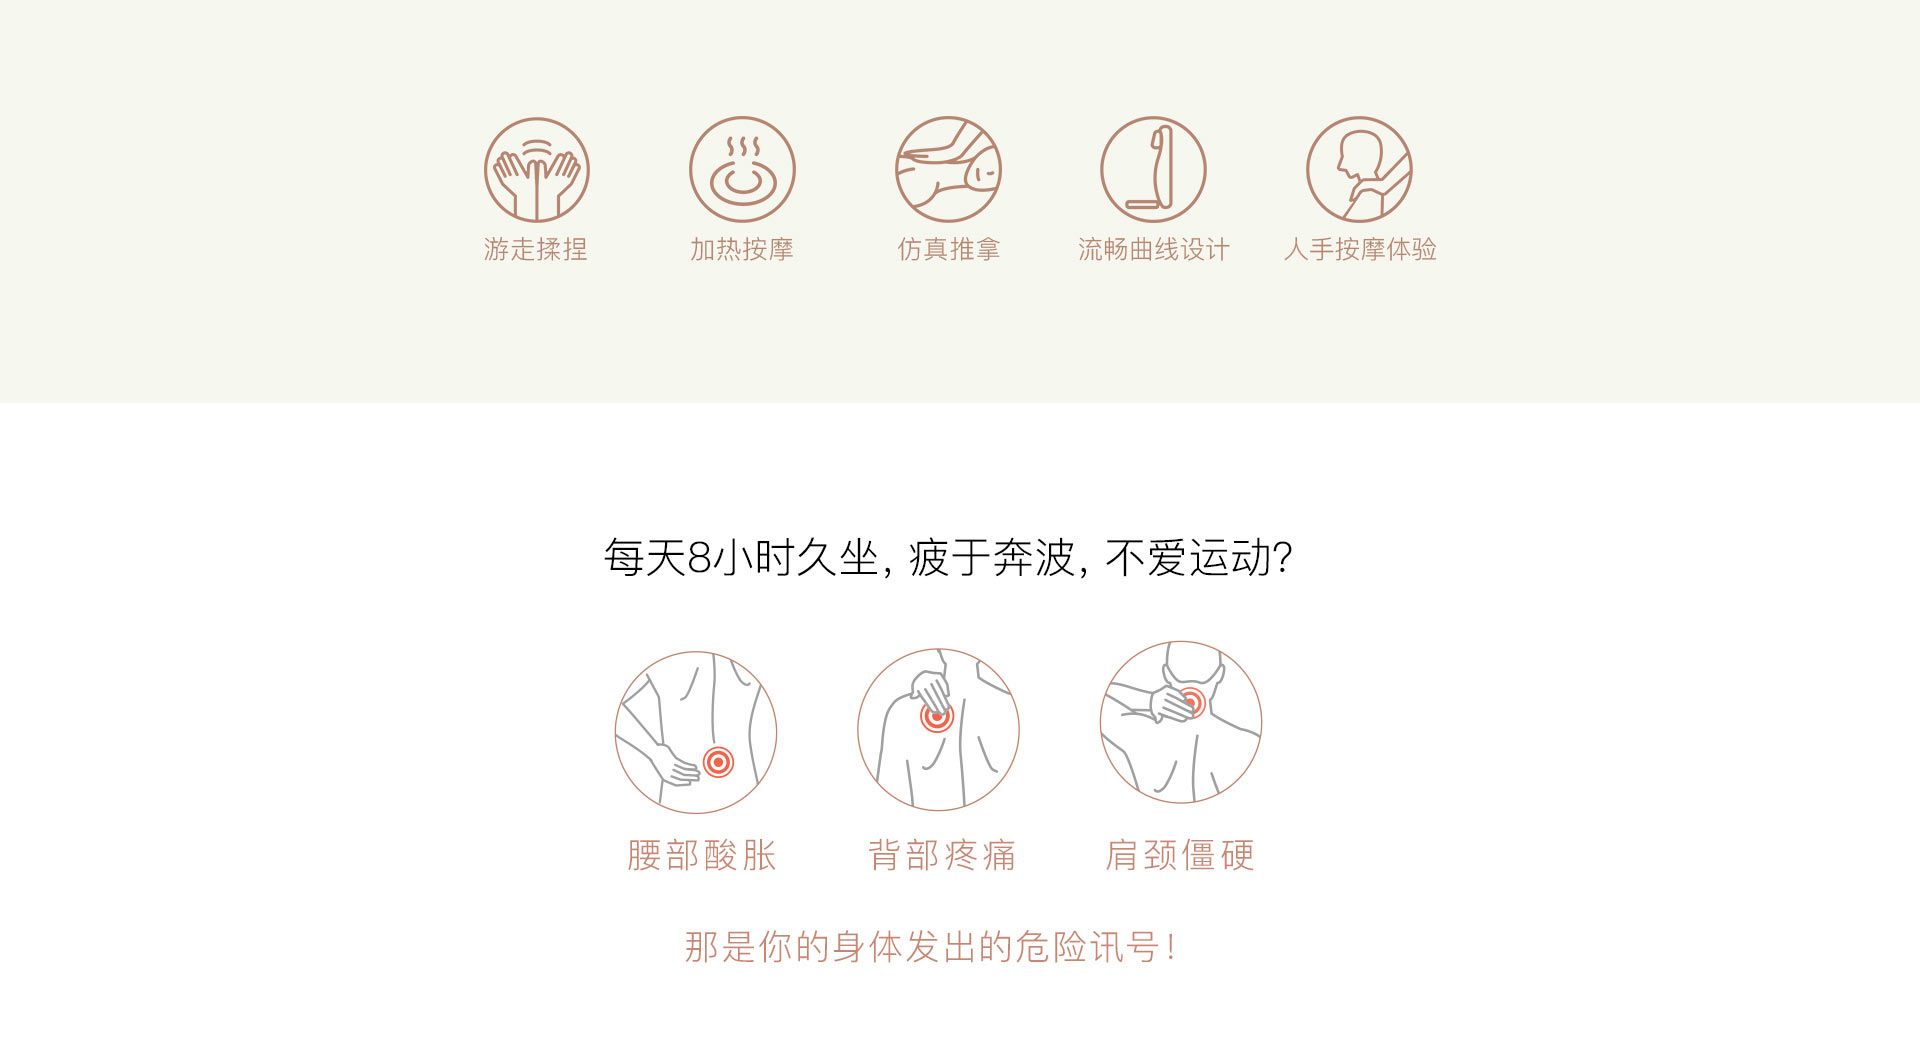 游走揉捏
加热按摩
仿真推拿
流畅曲线设计
人手按摩体验
每天8小时久坐, 疲于奔波, 不爱运动?
腰部酸胀
背部疼痛
肩颈僵硬
那是你的身体发出的危险讯号!